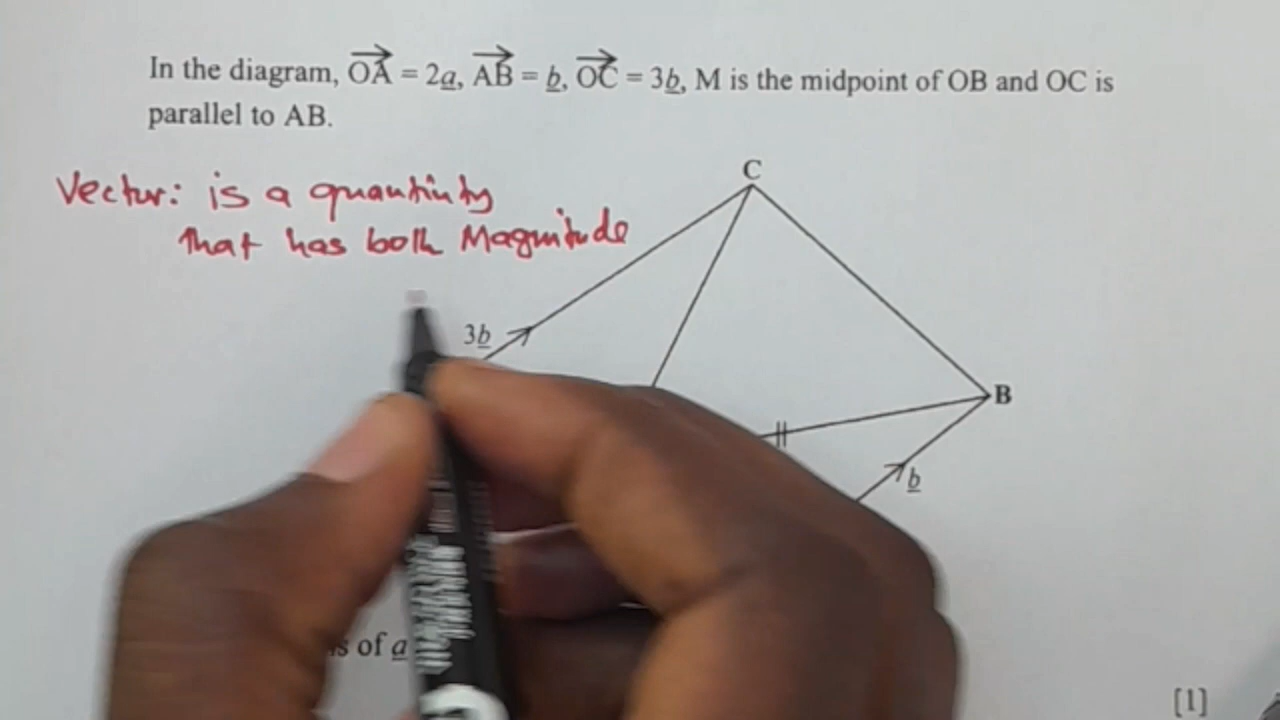 In the diagram, OA = 2a, AB = b, OC = 3b, M is the midpoint of OB and OC is
parallel to AB.
Vector: is a quantinty
that has both Magnitude
C
3b
B
b
s of a
[1]